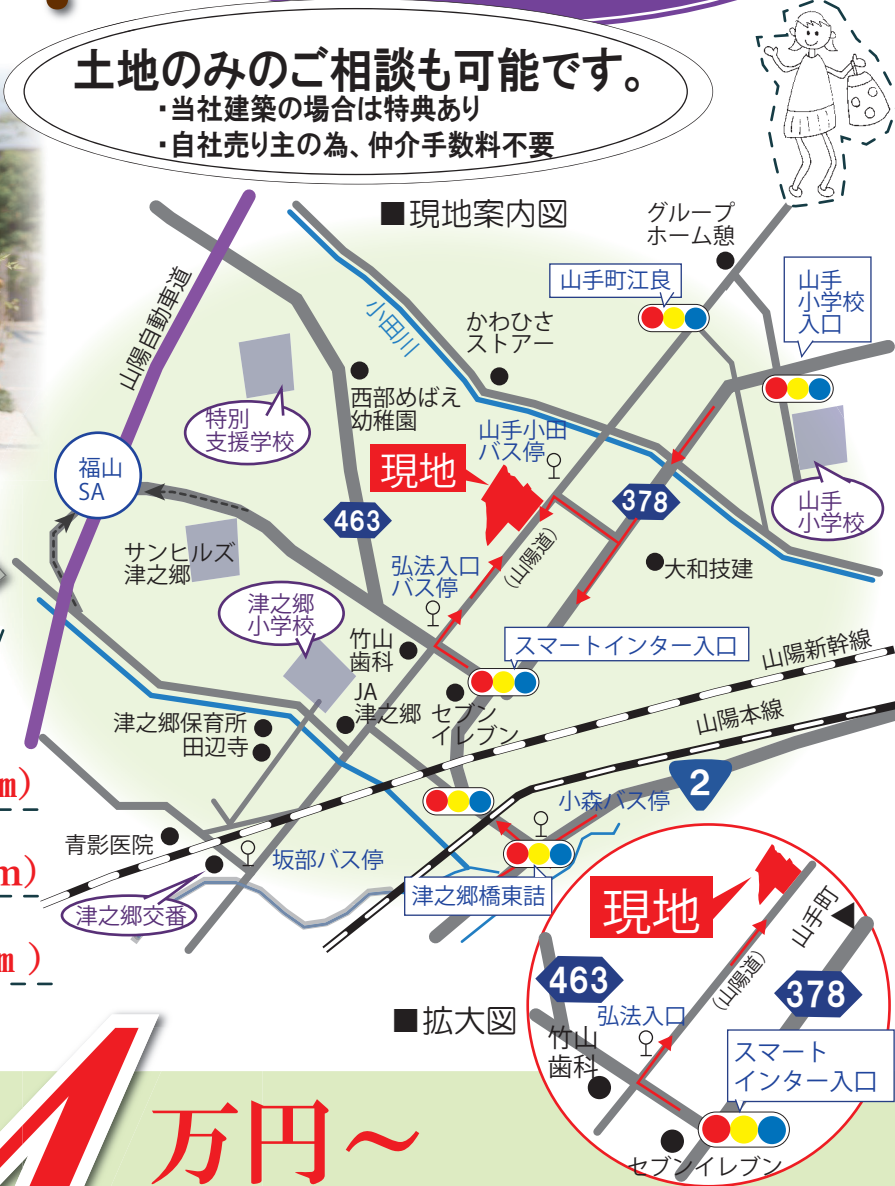 土地のみのご相談も可能です。
・当社建築の場合は特典あり
・自社売り主の為、仲介手数料不要
■現地案内図
グループ
ホーム憩
山手町江良
山手
小学校
入口
山陽自動車道
小田川
かわひさ
ストアー
特別
支援学校
西部めばえ
幼稚園
山手小田
バス停
現地
福山
SA
463
378
山手
小学校
サンヒルズ
津之郷
弘法入口
バス停
(山陽道)
大和技建
津之郷
小学校
竹山
歯科
スマートインター入口
山陽新幹線
JA
津之郷
セブン
イレブン
山陽本線
津之郷保育所
田辺寺
2
小森バス停
m)
青影医院
坂部バス停
m)
津之郷交番
津之郷橋東詰
m )
現地
山手町
463
(山陽道)
378
■拡大図
弘法入口
竹山
歯科
スマート
インター入口
セブンイレブン
万円～